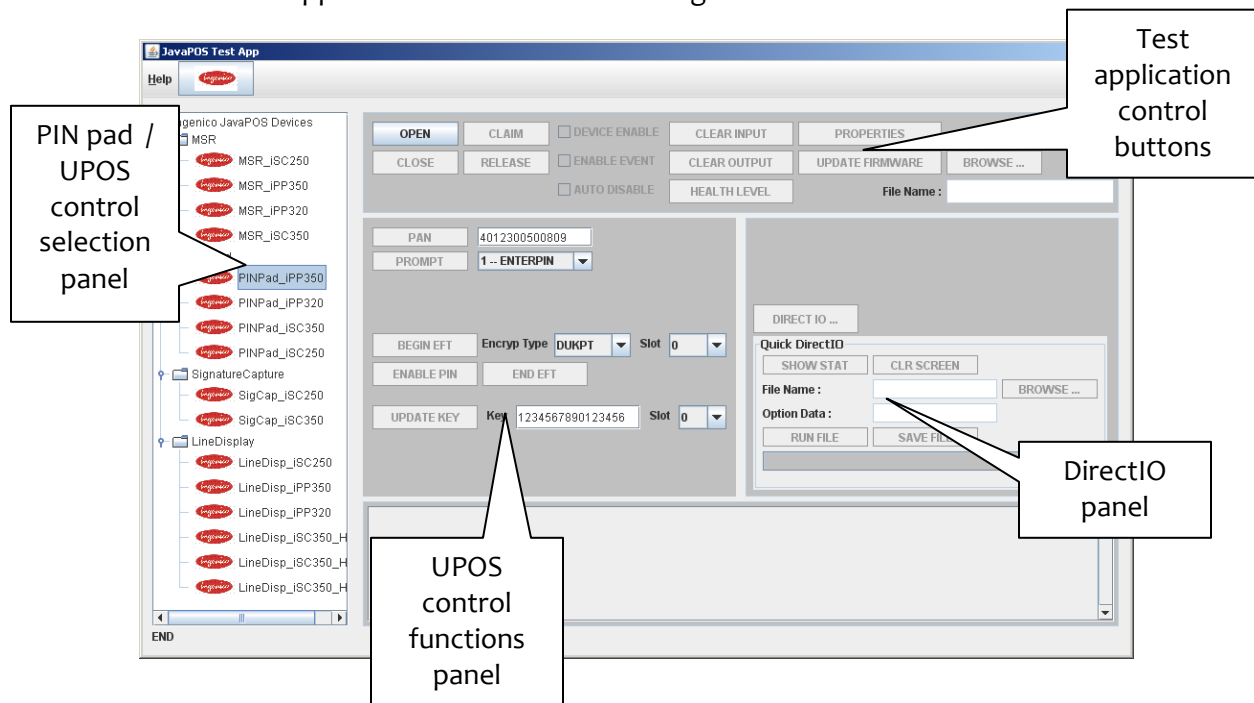 JavaPOS Test App
Help ingenico
Test
application
control
buttons
PIN pad /
UPOS
control
selection
panel
genico JavaPOS Devices
MSR
MSR_iSC250
MSR_iPP350
MSR_iPP320
MSR_iSC350
PINPad_iPP350
PINPad_iPP320
PINPad_iSC350
PINPad_iSC250
SignatureCapture
SigCap_iSC250
SigCap_iSC350
LineDisplay
LineDisp_iSC250
LineDisp_iPP350
LineDisp_iPP320
LineDisp_iSC350_H
LineDisp_iSC350_H
LineDisp_iSC350_H
END
OPEN CLAIM DEVICE ENABLE CLEAR INPUT PROPERTIES
CLOSE RELEASE ENABLE EVENT CLEAR OUTPUT UPDATE FIRMWARE BROWSE ...
AUTO DISABLE HEALTH LEVEL File Name :
PAN 4012300500809
PROMPT 1 -- ENTERPIN
BEGIN EFT Encryp Type DUKPT Slot 0
ENABLE PIN END EFT
UPDATE KEY Key 1234567890123456 Slot 0
DIRECT IO ...
Quick DirectIO
SHOW STAT CLR SCREEN
File Name : BROWSE ...
Option Data :
RUN FILE SAVE FILE
DirectIO
panel
UPOS
control
functions
panel